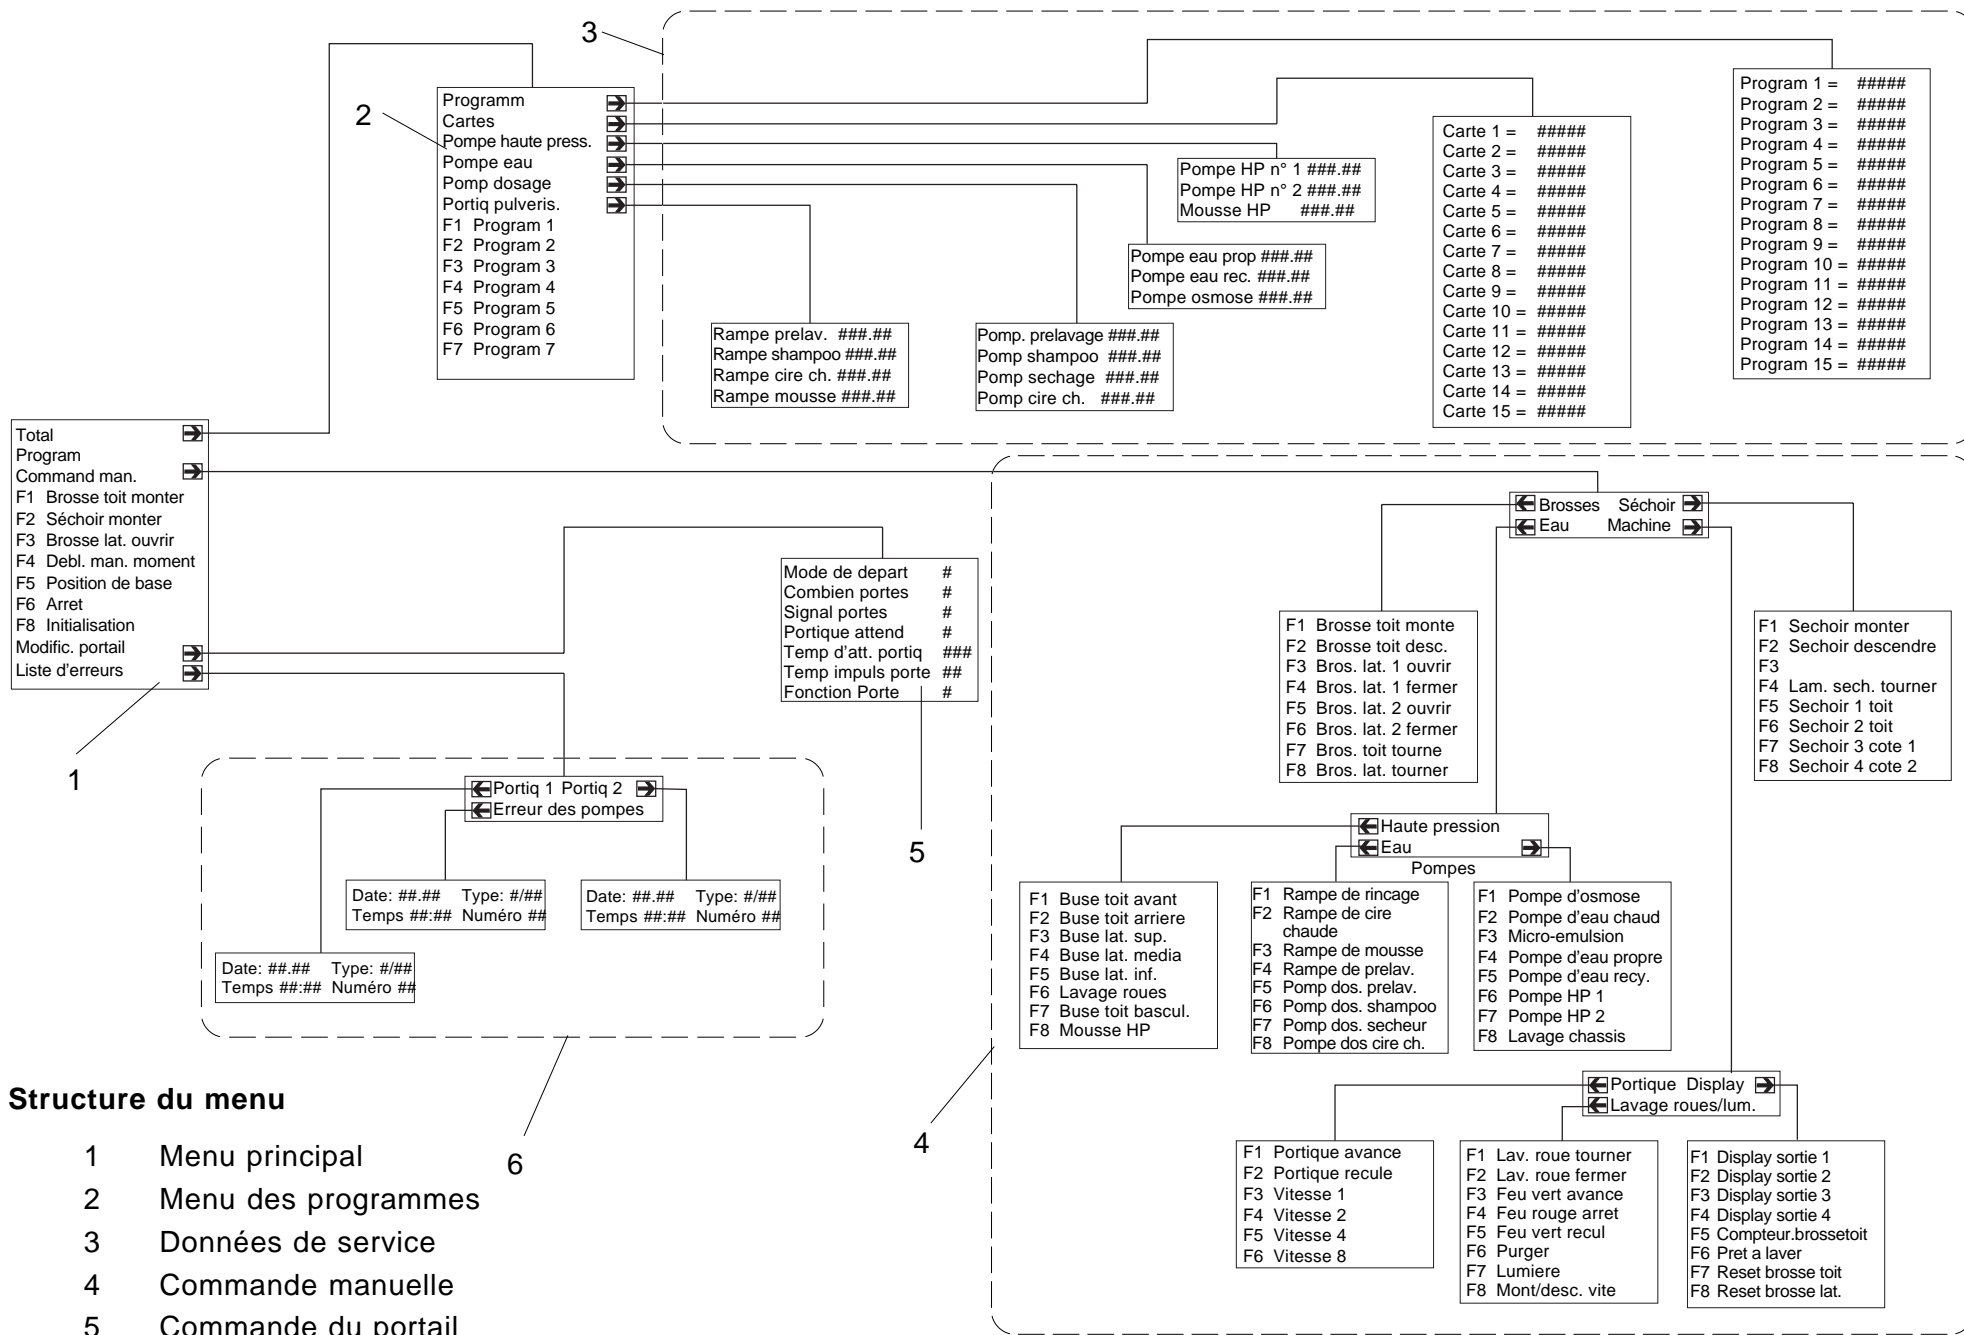 3
2
Programm
Cartes
Pompe haute press.
Pompe eau
Pomp dosage
Portiq pulveris.
F1 Program 1
F2 Program 2
F3 Program 3
F4 Program 4
F5 Program 5
F6 Program 6
F7 Program 7
Rampe prelav. ###.##
Rampe shampoo ###.##
Rampe cire ch. ###.##
Rampe mousse ###.##
Pomp. prelavage ###.##
Pomp shampoo ###.##
Pomp sechage ###.##
Pomp cire ch. ###.##
Pompe eau prop ###.##
Pompe eau rec. ###.##
Pompe osmose ###.##
Pompe HP n° 1 ###.##
Pompe HP n° 2 ###.##
Mousse HP ###.##
Carte 1 = #####
Carte 2 = #####
Carte 3 = #####
Carte 4 = #####
Carte 5 = #####
Carte 6 = #####
Carte 7 = #####
Carte 8 = #####
Carte 9 = #####
Carte 10 = #####
Carte 11 = #####
Carte 12 = #####
Carte 13 = #####
Carte 14 = #####
Carte 15 = #####
Program 1 = #####
Program 2 = #####
Program 3 = #####
Program 4 = #####
Program 5 = #####
Program 6 = #####
Program 7 = #####
Program 8 = #####
Program 9 = #####
Program 10 = #####
Program 11 = #####
Program 12 = #####
Program 13 = #####
Program 14 = #####
Program 15 = #####
Total
Program
Command man.
F1 Brosse toit monter
F2 Séchoir monter
F3 Brosse lat. ouvrir
F4 Debl. man. moment
F5 Position de base
F6 Arret
F8 Initialisation
Modific. portail
Liste d'erreurs
1
Mode de depart #
Combien portes #
Signal portes #
Portique attend #
Temp d'att. portiq ###
Temp impuls porte ##
Fonction Porte #
5
Portiq 1 Portiq 2
Erreur des pompes
Date: ##.## Type: #/##
Temps ##:## Numéro ##
Date: ##.## Type: #/##
Temps ##:## Numéro ##
Date: ##.## Type: #/##
Temps ##:## Numéro ##
6
Brosses Séchoir
Eau Machine
F1 Brosse toit monte
F2 Brosse toit desc.
F3 Bros. lat. 1 ouvrir
F4 Bros. lat. 1 fermer
F5 Bros. lat. 2 ouvrir
F6 Bros. lat. 2 fermer
F7 Bros. toit tourne
F8 Bros. lat. tourner
F1 Sechoir monter
F2 Sechoir descendre
F3
F4 Lam. sech. tourner
F5 Sechoir 1 toit
F6 Sechoir 2 toit
F7 Sechoir 3 cote 1
F8 Sechoir 4 cote 2
Haute pression
Eau
Pompes
F1 Buse toit avant
F2 Buse toit arriere
F3 Buse lat. sup.
F4 Buse lat. media
F5 Buse lat. inf.
F6 Lavage roues
F7 Buse toit bascul.
F8 Mousse HP
F1 Rampe de rincage
F2 Rampe de cire
chaude
F3 Rampe de mousse
F4 Rampe de prelav.
F5 Pomp dos. prelav.
F6 Pomp dos. shampoo
F7 Pomp dos. secheur
F8 Pompe dos cire ch.
F1 Pompe d'osmose
F2 Pompe d'eau chaud
F3 Micro-emulsion
F4 Pompe d'eau propre
F5 Pompe d'eau recy.
F6 Pompe HP 1
F7 Pompe HP 2
F8 Lavage chassis
4
Portique Display
Lavage roues/lum.
F1 Portique avance
F2 Portique recule
F3 Vitesse 1
F4 Vitesse 2
F5 Vitesse 4
F6 Vitesse 8
F1 Lav. roue tourner
F2 Lav. roue fermer
F3 Feu vert avance
F4 Feu rouge arret
F5 Feu vert recul
F6 Purger
F7 Lumiere
F8 Mont/desc. vite
F1 Display sortie 1
F2 Display sortie 2
F3 Display sortie 3
F4 Display sortie 4
F5 Compteur.brossetoit
F6 Pret a laver
F7 Reset brosse toit
F8 Reset brosse lat.
Structure du menu
1 Menu principal
2 Menu des programmes
3 Données de service
4 Commande manuelle
5 Commande du portail